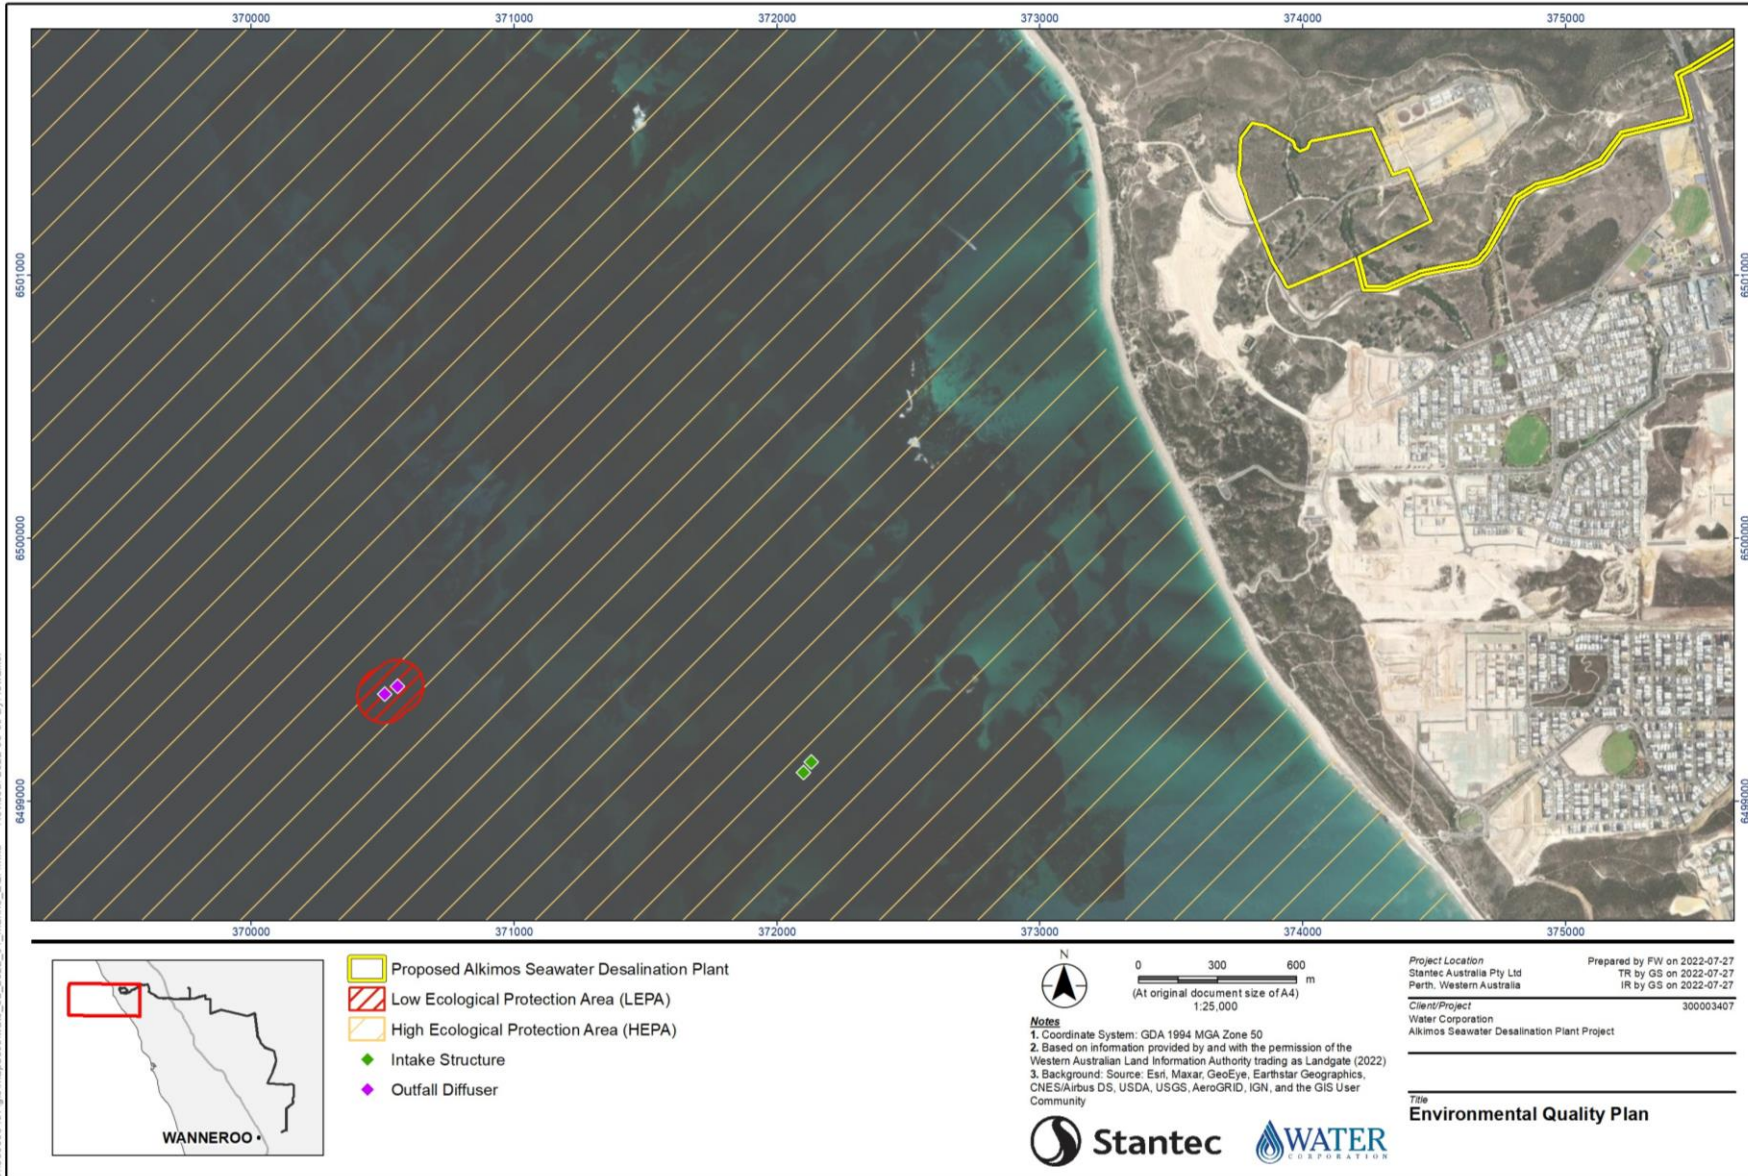 370000 371000 372000 373000 374000 375000
6501000 6501000
6500000 6500000
6499000 6499000
370000 371000 372000 373000 374000 375000
WANNEROO
Proposed Alkimos Seawater Desalination Plant
Low Ecological Protection Area (LEPA)
High Ecological Protection Area (HEPA)
Intake Structure
Outfall Diffuser
N
0 300 600
m
(At original document size of A4)
1:25,000
Notes
1. Coordinate System: GDA 1994 MGA Zone 50
2. Based on information provided by and with the permission of the
Western Australian Land Information Authority trading as Landgate (2022)
3. Background: Source: Esri, Maxar, GeoEye, Earthstar Geographics,
CNES/Airbus DS, USDA, USGS, AeroGRID, IGN, and the GIS User
Community
Stantec
WATER
CORPORATION
Project Location Prepared by FW on 2022-07-27
Stantec Australia Pty Ltd TR by GS on 2022-07-27
Perth, Western Australia IR by GS on 2022-07-27
Client/Project 300003407
Water Corporation
Alkimos Seawater Desalination Plant Project
Title
Environmental Quality Plan